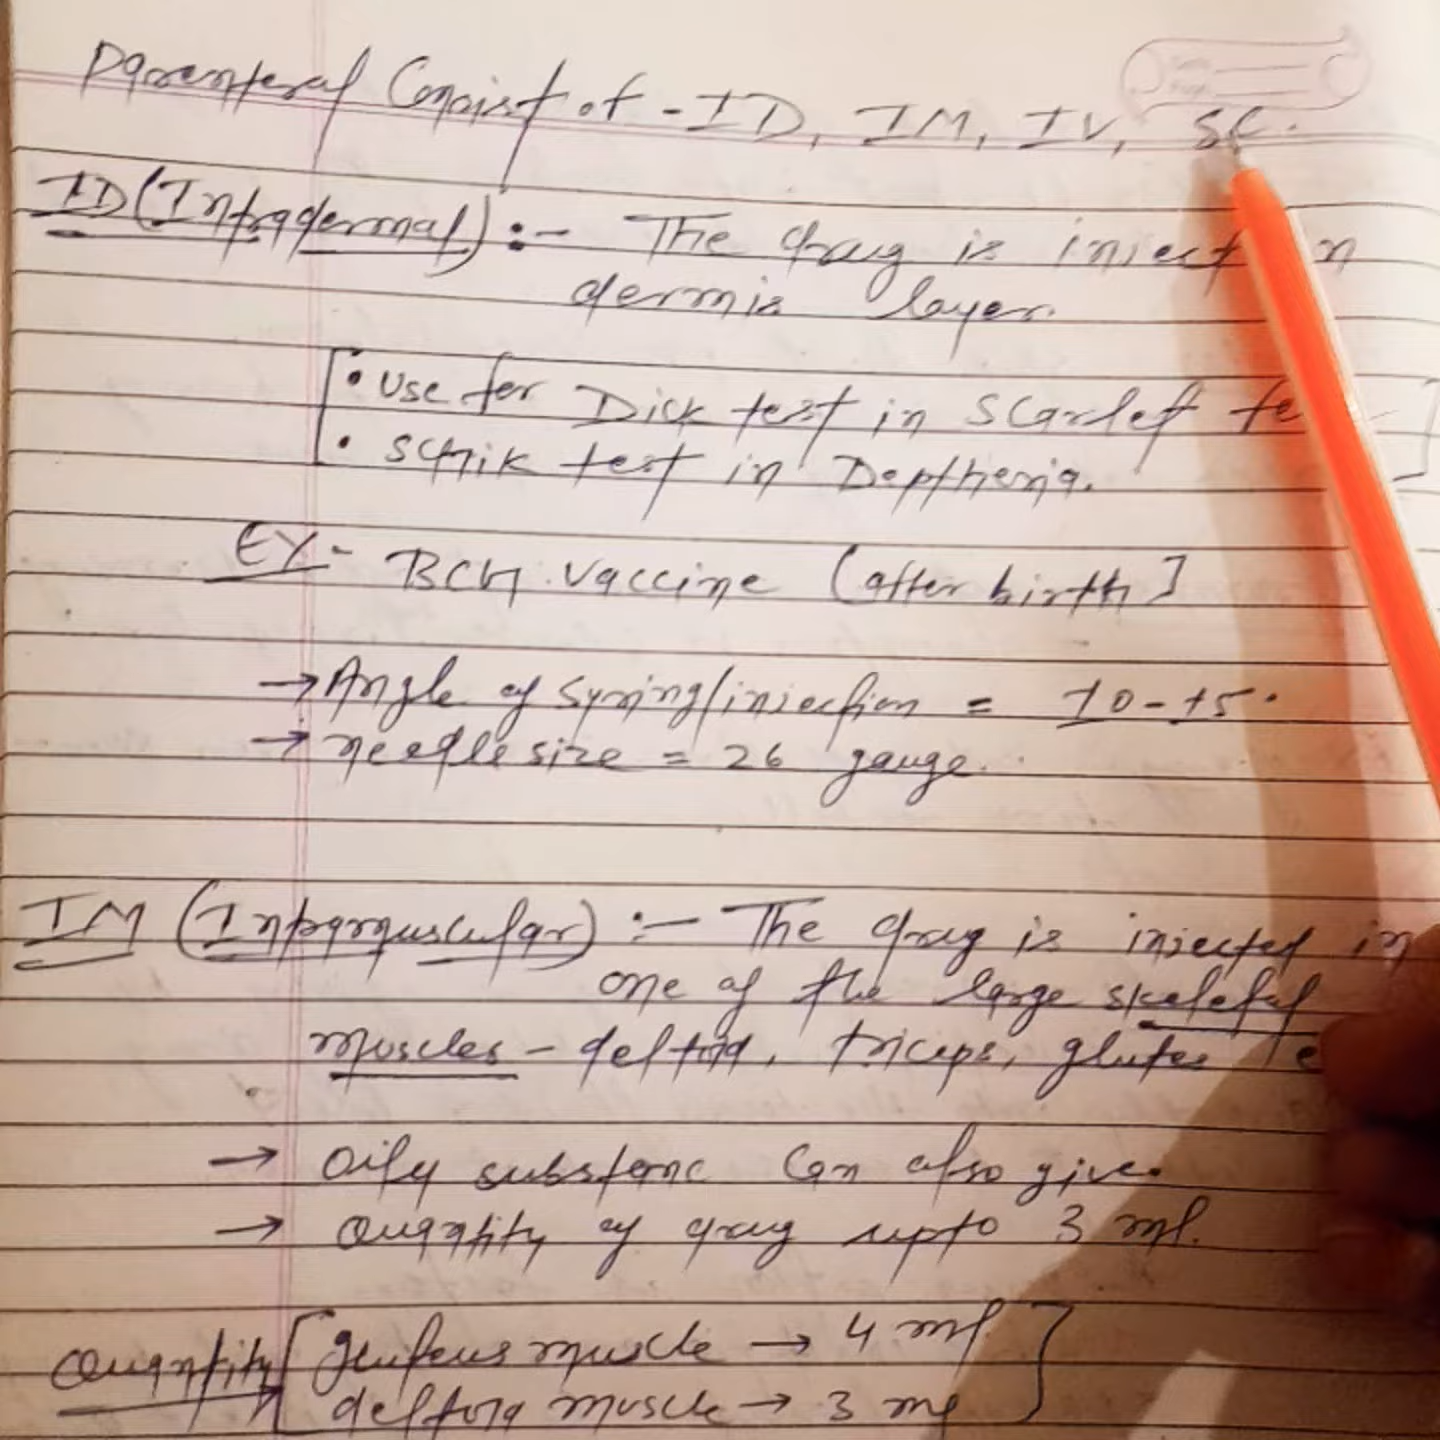 Parenteral Consist of - ID, IM, IV, SC.
ID (Intradermal) :- The drug is inject n
dermis layer.
• Use for Dick test in Scarlet fe
• Schik test in Deptheria.
EX- BCG vaccine (after birth]
→ Angle of syring/injection = 10-15°
→ needle size = 26 gauge.
IM (Intramuscular) :- The drug is injected in
one of the large skeletal
muscles - deltoid, triceps, glutes e
→ Oily substanc Can also give.
→ Quantity of drug upto 3 ml.
Quantity [gluteus muscle → 4 ml]
deltoid muscle → 3 ml